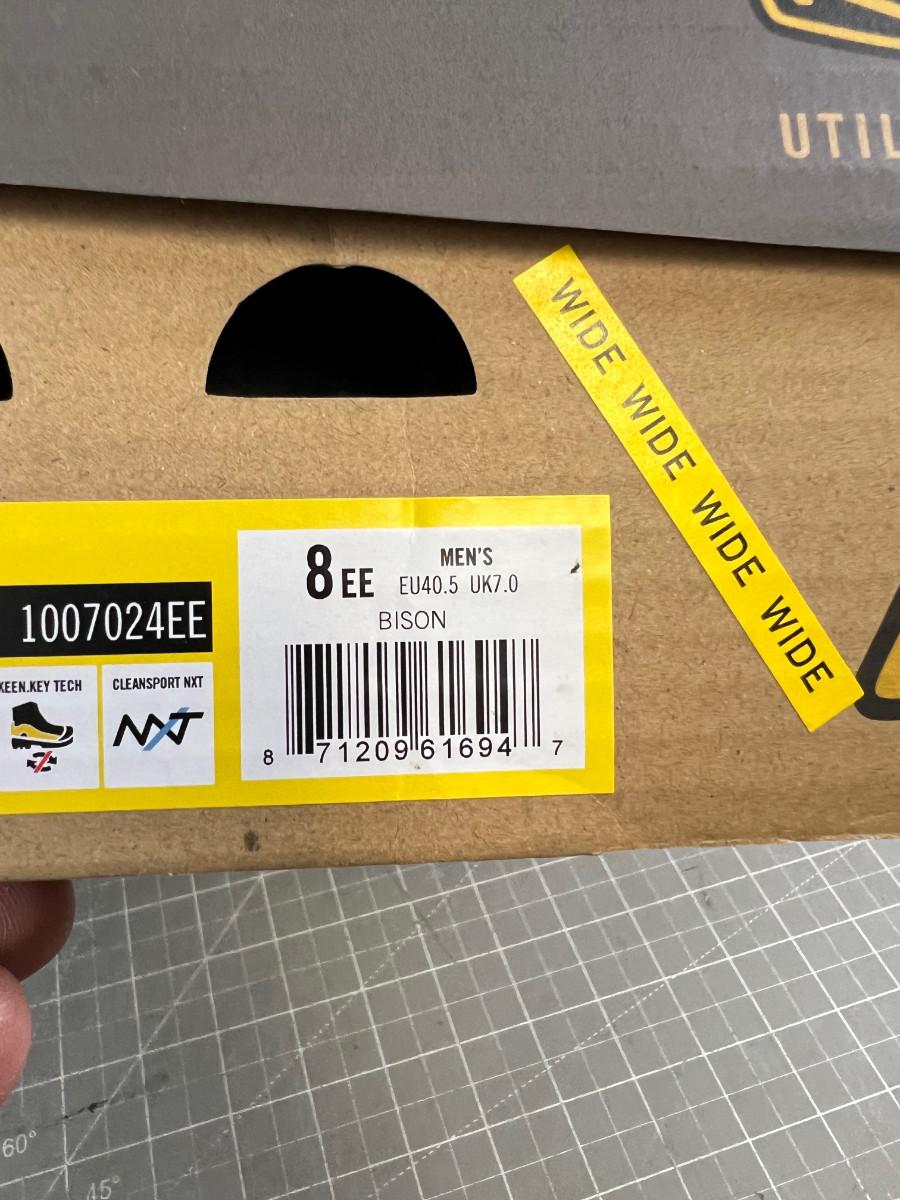 UTIL
WIDE WIDE WIDE WIDE
8 EE
MEN'S
EU40.5 UK7.0
BISON
1007024EE
KEEN.KEY TECH
CLEANSPORT NXT
NXT
8 71209 61694 7
60°
45°